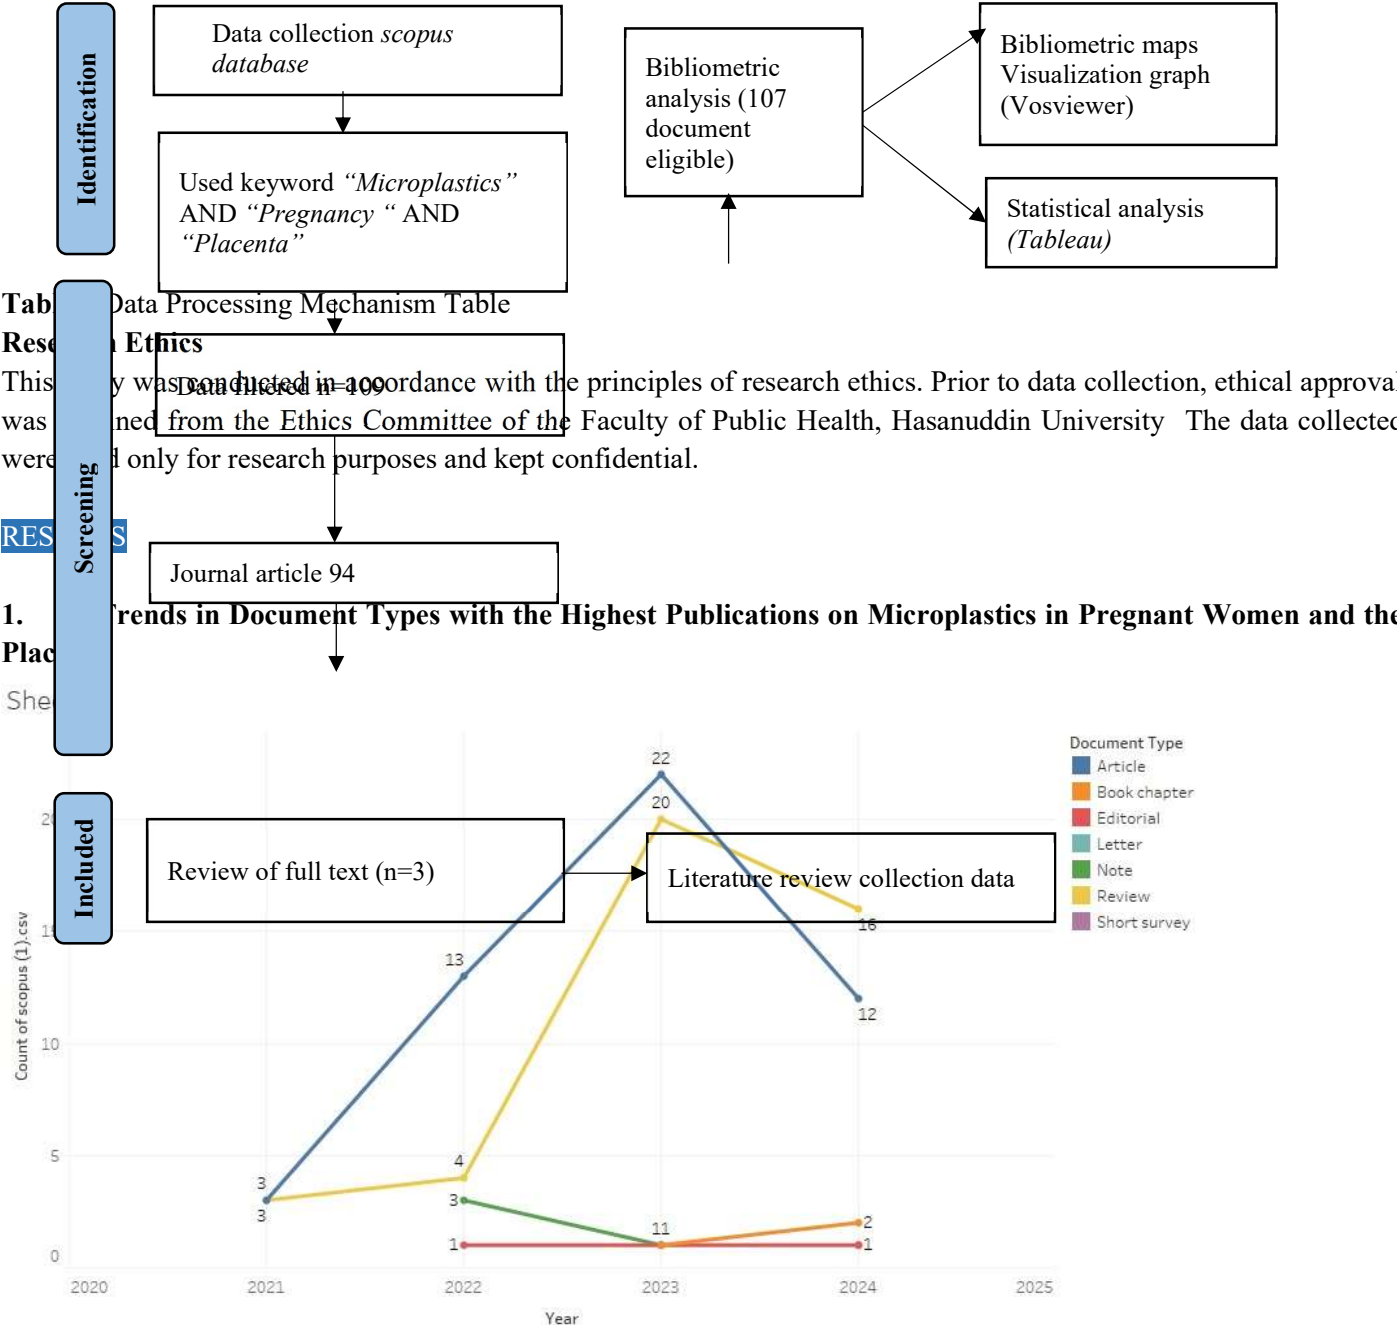 Identification
Data collection scopus
database
Used keyword “Microplastics”
AND “Pregnancy “ AND
“Placenta”
Bibliometric
analysis (107
document
eligible)
Bibliometric maps
Visualization graph
(Vosviewer)
Statistical analysis
(Tableau)
Tab Data Processing Mechanism Table
Rese n Ethics
Screening
Data filtered n=109
This y was conducted in accordance with the principles of research ethics. Prior to data collection, ethical approval
was ined from the Ethics Committee of the Faculty of Public Health, Hasanuddin University The data collected
were d only for research purposes and kept confidential.
RES S
Journal article 94
1. Trends in Document Types with the Highest Publications on Microplastics in Pregnant Women and the
Plac
She
Included
Review of full text (n=3)
Literature review collection data
Document Type
Article
Book chapter
Editorial
Letter
Note
Review
Short survey
Count of scopus (1).csv
22
20
20
16
15
13
12
10
5
4
3
3
3
2
11
1
1
0
2020 2021 2022 2023 2024 2025
Year